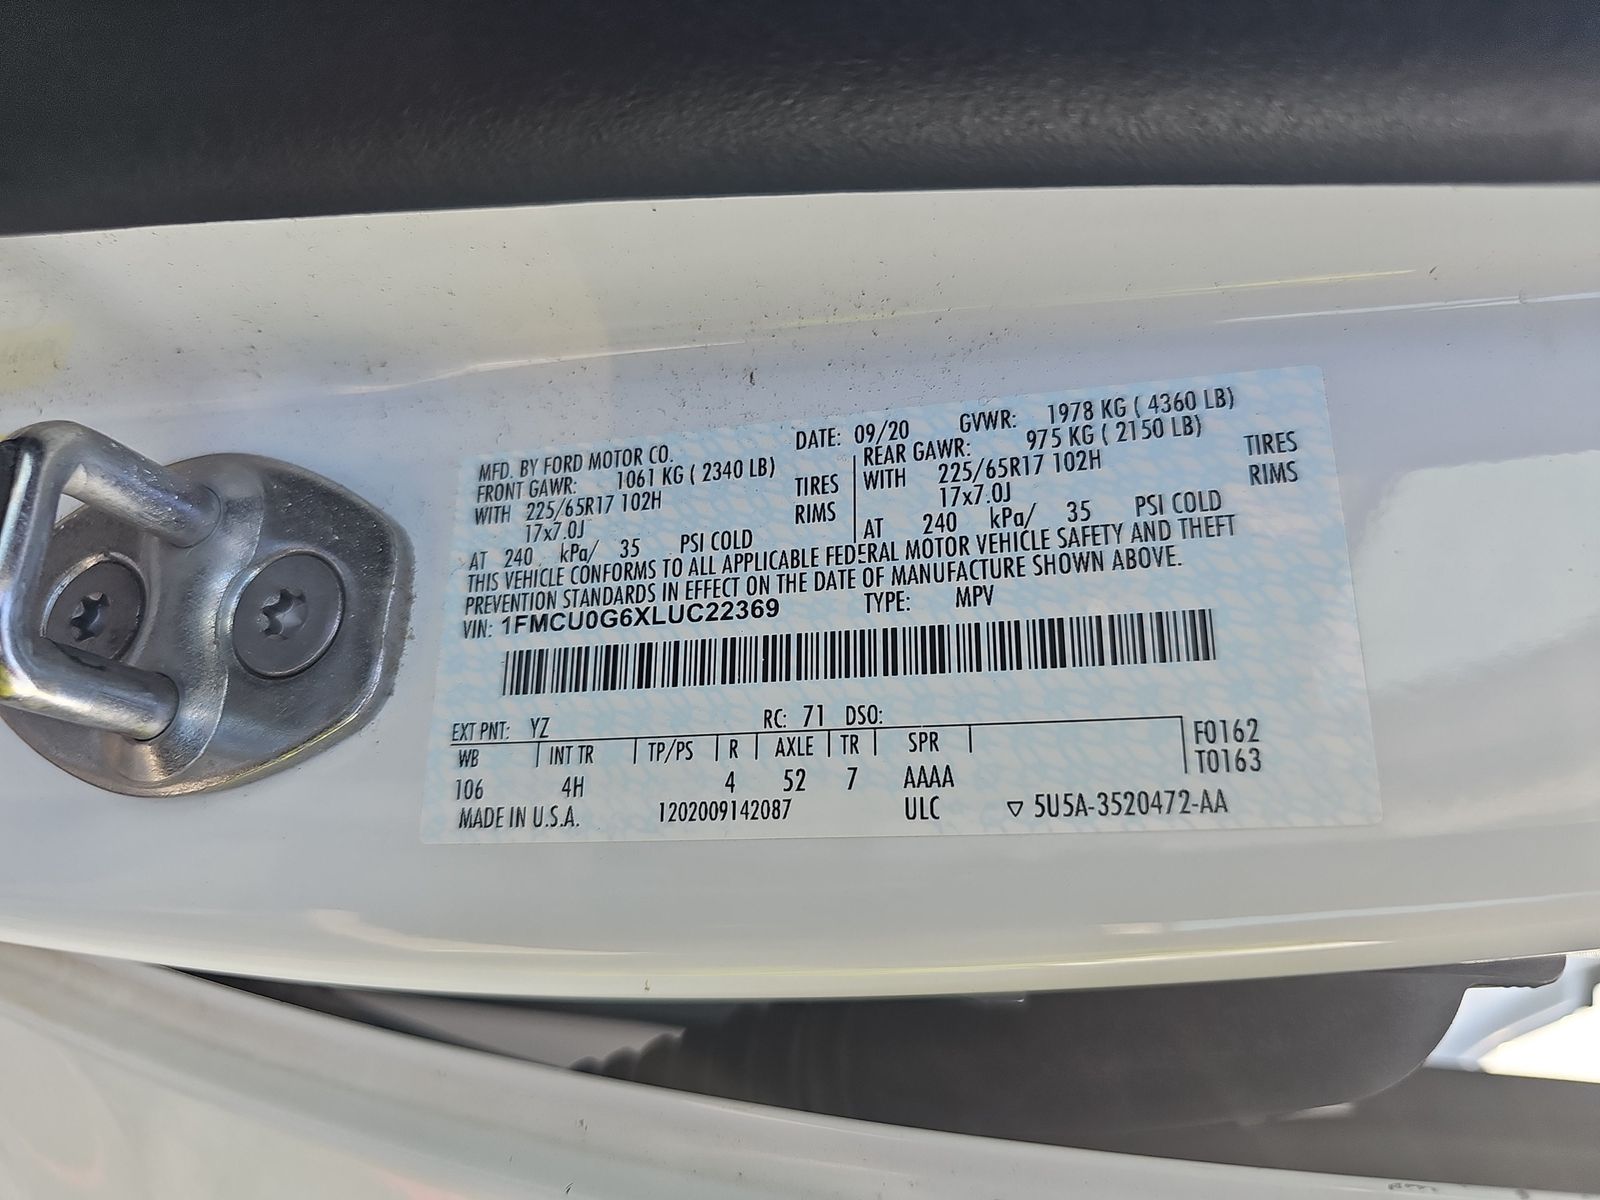 MFD. BY FORD MOTOR CO.
DATE: 09/20 GVWR: 1978 KG ( 4360 LB)
FRONT GAWR: 1061 KG ( 2340 LB)
WITH 225/65R17 102H TIRES
17x7.0J RIMS
AT 240 kPa/ 35 PSI COLD
REAR GAWR: 975 KG ( 2150 LB)
WITH 225/65R17 102H TIRES
17x7.0J RIMS
AT 240 kPa/ 35 PSI COLD
THIS VEHICLE CONFORMS TO ALL APPLICABLE FEDERAL MOTOR VEHICLE SAFETY AND THEFT
PREVENTION STANDARDS IN EFFECT ON THE DATE OF MANUFACTURE SHOWN ABOVE.
VIN: 1FMCU0G6XLUC22369 TYPE: MPV
EXT PNT: YZ RC: 71 DSO:
WB INT TR TP/PS R AXLE TR SPR F0162
T0163
106 4H 4 52 7 AAAA
MADE IN U.S.A. 1202009142087 ULC ▽ 5U5A-3520472-AA